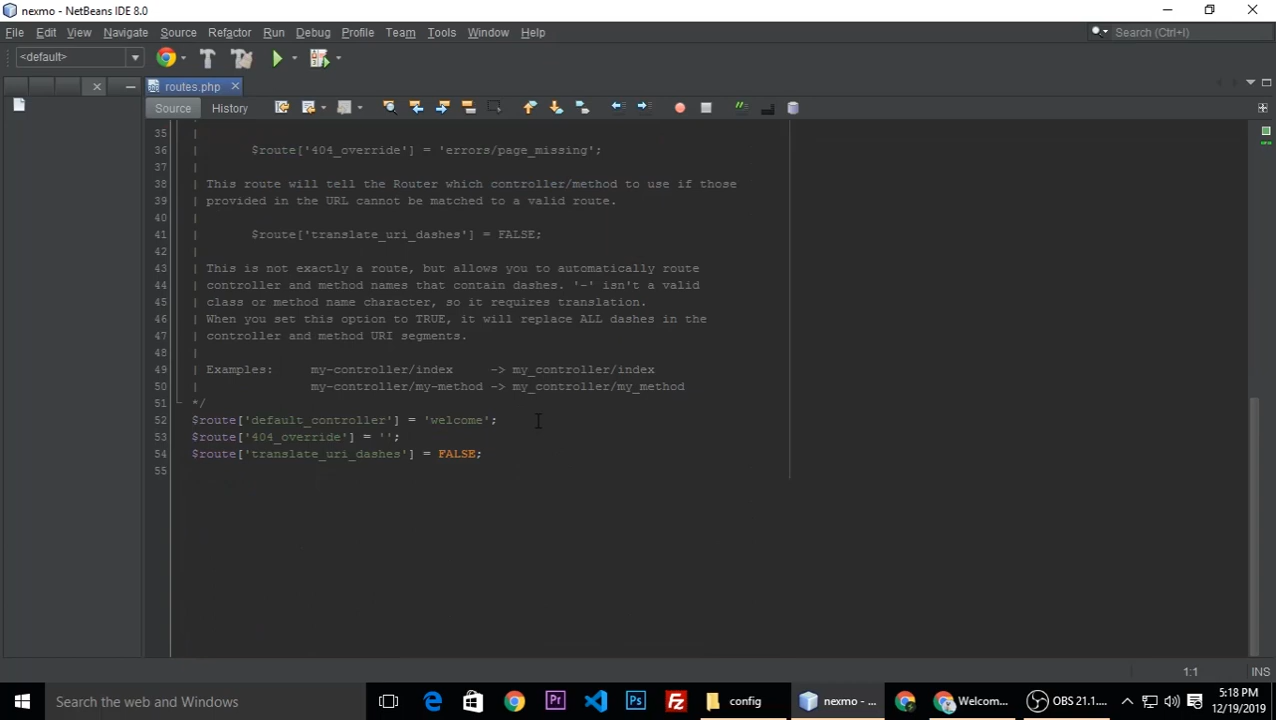 nexmo - NetBeans IDE 8.0
File Edit View Navigate Source Refactor Run Debug Profile Team Tools Window Help
Search (Ctrl+I)
<default>
routes.php
Source History
35 |
36 | $route['404_override'] = 'errors/page_missing';
37 |
38 | This route will tell the Router which controller/method to use if those
39 | provided in the URL cannot be matched to a valid route.
40 |
41 | $route['translate_uri_dashes'] = FALSE;
42 |
43 | This is not exactly a route, but allows you to automatically route
44 | controller and method names that contain dashes. '-' isn't a valid
45 | class or method name character, so it requires translation.
46 | When you set this option to TRUE, it will replace ALL dashes in the
47 | controller and method URI segments.
48 |
49 | Examples: my-controller/index -> my_controller/index
50 | my-controller/my-method -> my_controller/my_method
51 */
52 $route['default_controller'] = 'welcome';
53 $route['404_override'] = '';
54 $route['translate_uri_dashes'] = FALSE;
55
1:1 INS
Search the web and Windows
config
nexmo - ...
Welcom...
OBS 21.1....
5:18 PM
12/19/2019